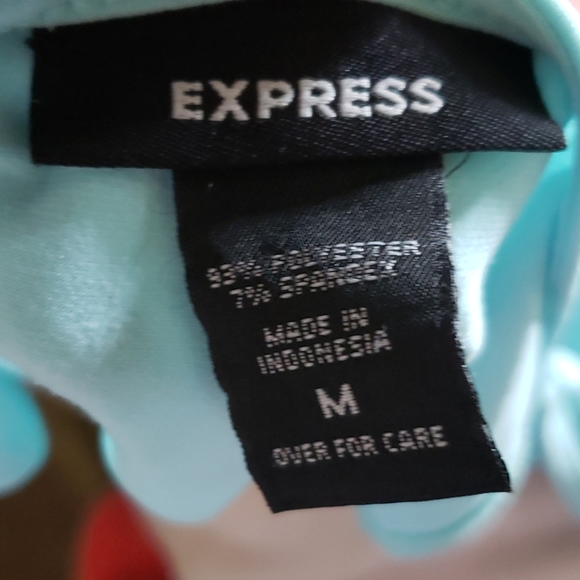 EXPRESS
93% POLYESTER
7% SPANDEX
MADE IN
INDONESIA
M
OVER FOR CARE